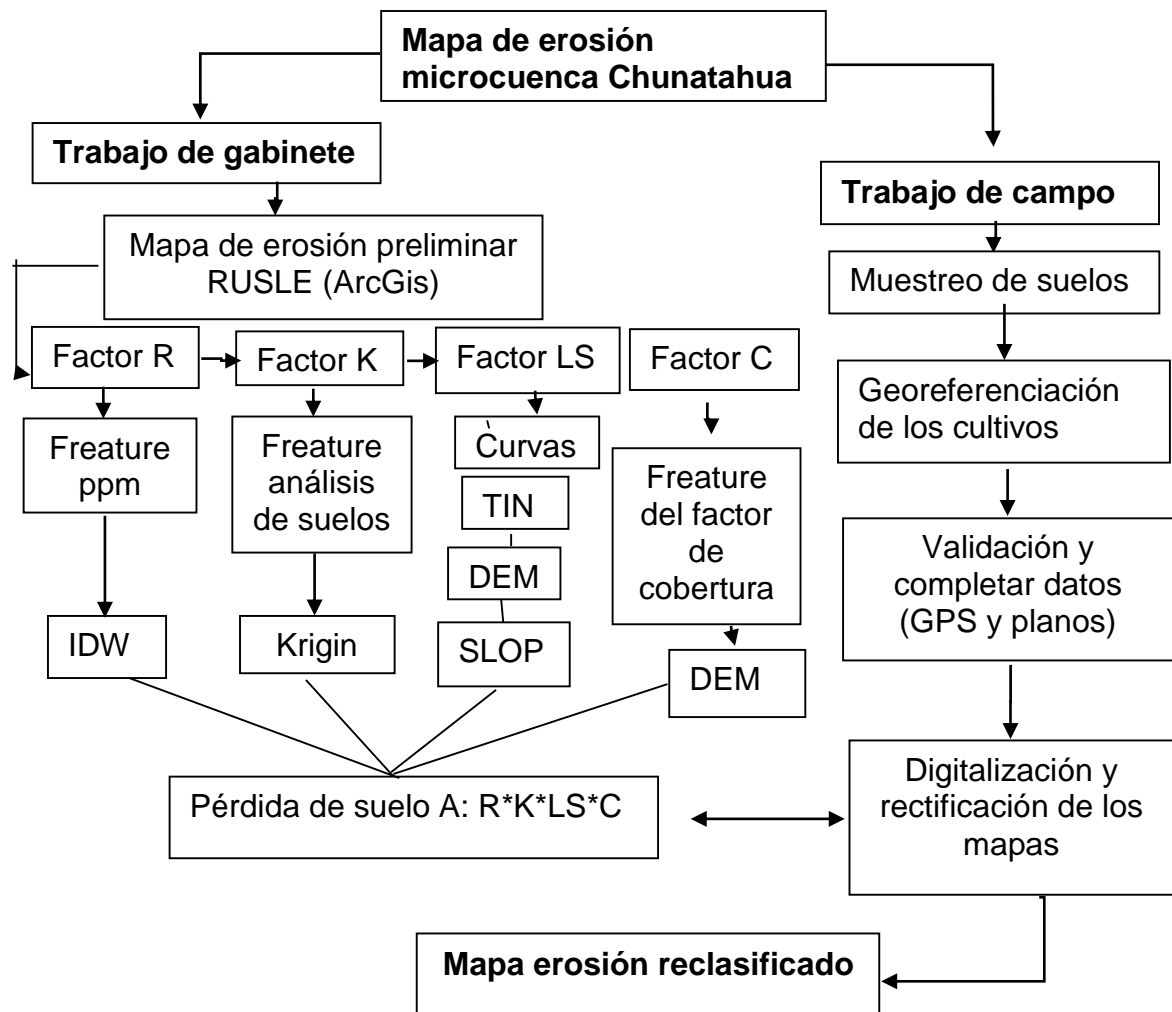 Mapa de erosión
microcuenca Chunatahua
Trabajo de gabinete
Trabajo de campo
Mapa de erosión preliminar
RUSLE (ArcGis)
Muestreo de suelos
Factor R
Factor K
Factor LS
Factor C
Georeferenciación
de los cultivos
Freature
ppm
Freature
análisis
de suelos
Curvas
TIN
DEM
SLOP
Freature
del factor
de
cobertura
Validación y
completar datos
(GPS y planos)
IDW
Krigin
DEM
Pérdida de suelo A: R*K*LS*C
Digitalización y
rectificación de los
mapas
Mapa erosión reclasificado